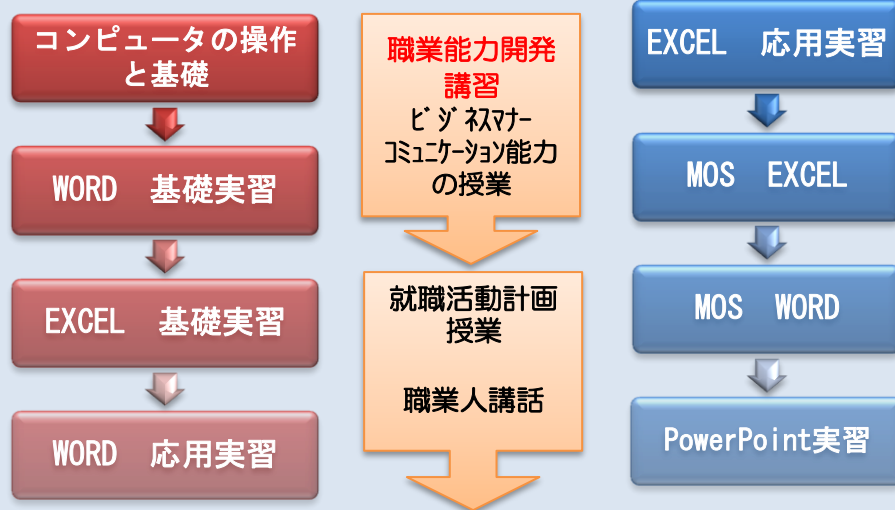 コンピュータの操作
と基礎
WORD　基礎実習
EXCEL　基礎実習
WORD　応用実習
職業能力開発
講習
ﾋﾞｼﾞﾈｽﾏﾅｰ
ｺﾐｭﾆｹｰｼｮﾝ能力
の授業
就職活動計画
授業
職業人講話
EXCEL　応用実習
MOS　EXCEL
MOS　WORD
PowerPoint実習